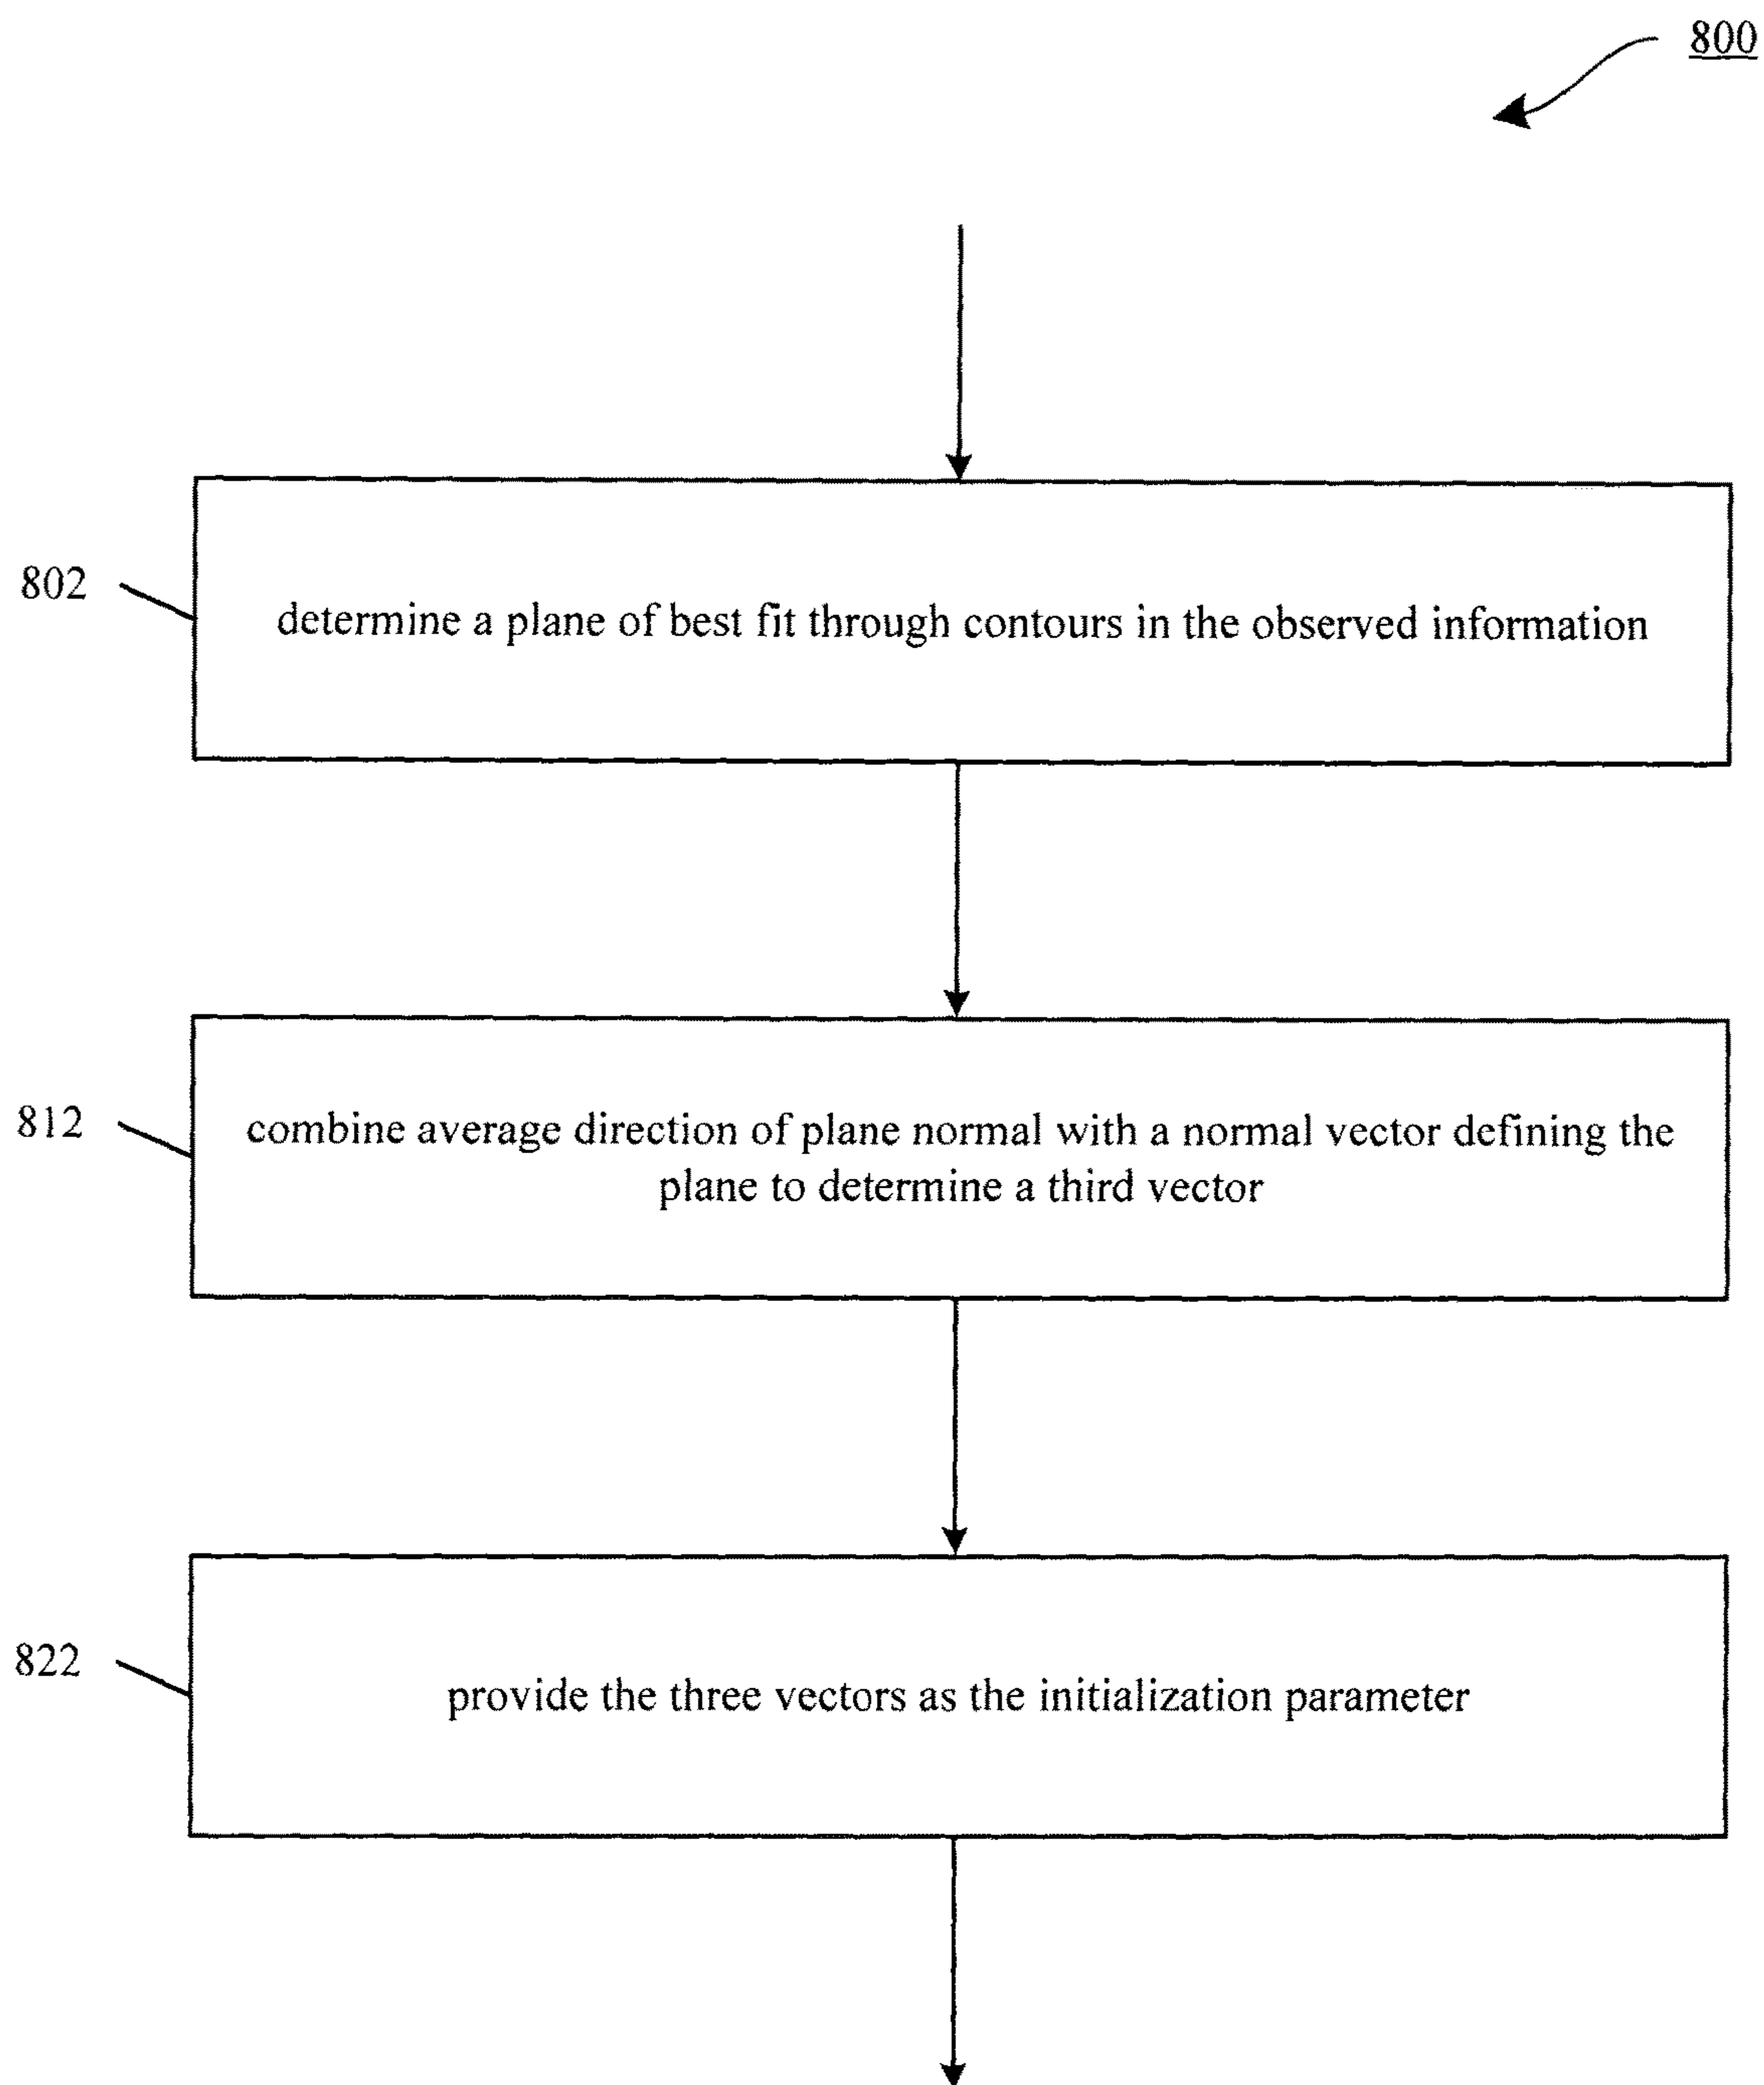 800
802
determine a plane of best fit through contours in the observed information
812
combine average direction of plane normal with a normal vector defining the
plane to determine a third vector
822
provide the three vectors as the initialization parameter